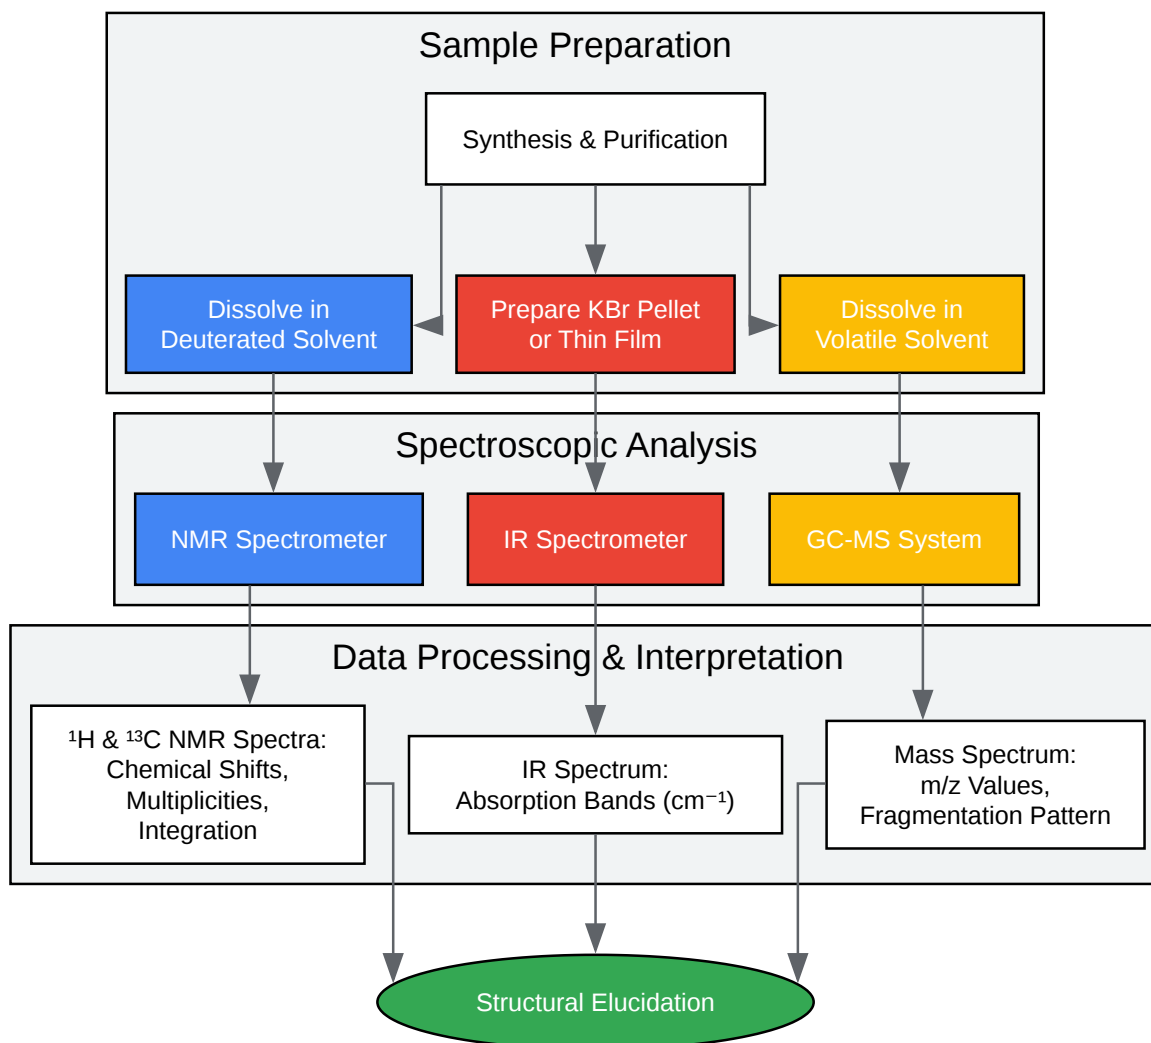 Sample Preparation
Synthesis & Purification
Dissolve in
Deuterated Solvent
Prepare KBr Pellet
or Thin Film
Dissolve in
Volatile Solvent
Spectroscopic Analysis
NMR Spectrometer
IR Spectrometer
GC-MS System
Data Processing & Interpretation
¹H & ¹³C NMR Spectra:
Chemical Shifts,
Multiplicities,
Integration
IR Spectrum:
Absorption Bands (cm⁻¹)
Mass Spectrum:
m/z Values,
Fragmentation Pattern
Structural Elucidation